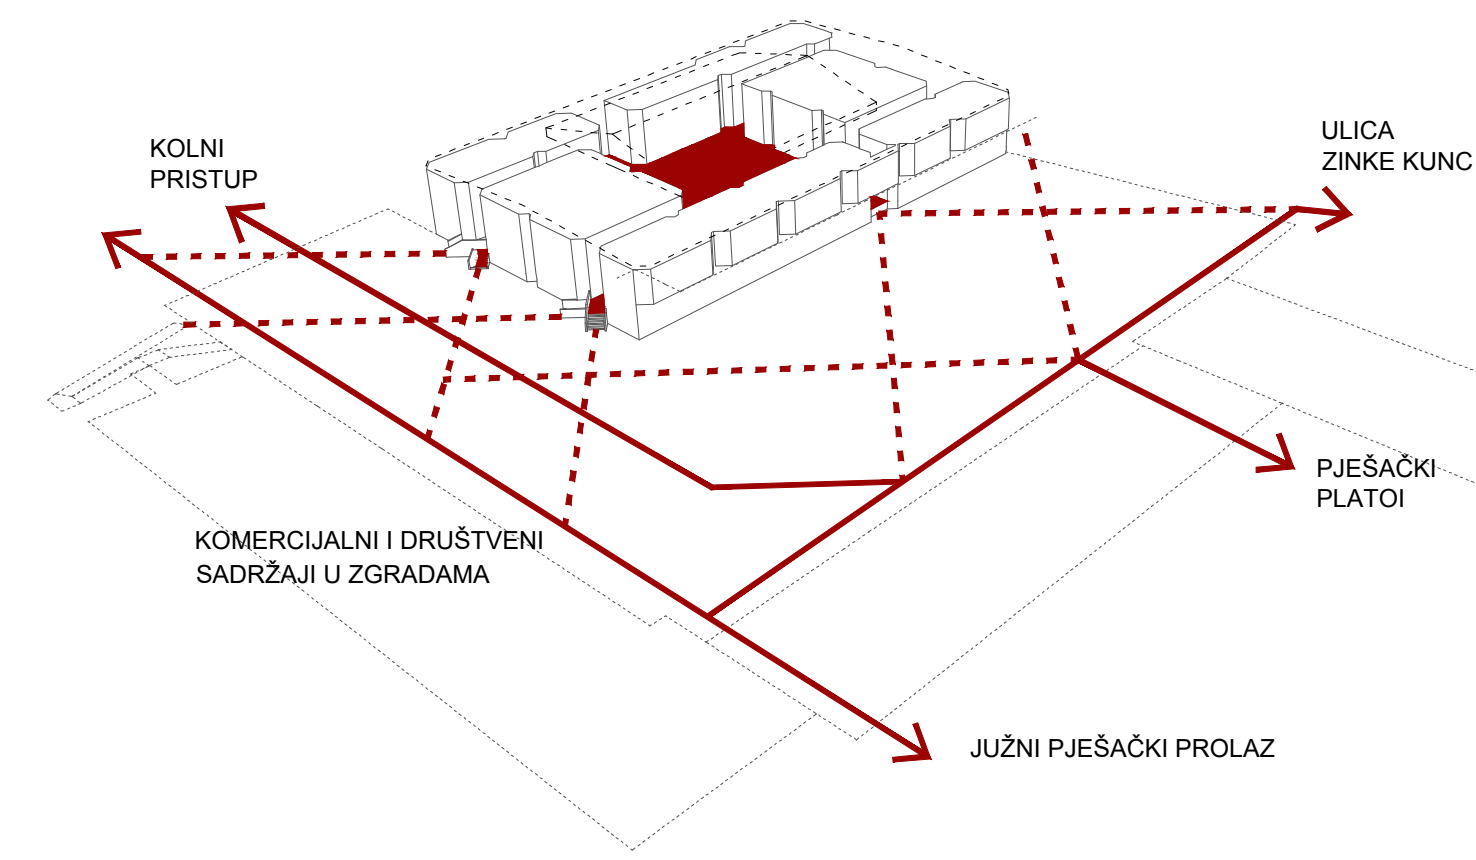 KOLNI
PRISTUP
ULICA
ZINKE KUNC
PJEŠAČKI
PLATOI
KOMERCIJALNI I DRUŠTVENI
SADRŽAJI U ZGRADAMA
JUŽNI PJEŠAČKI PROLAZ